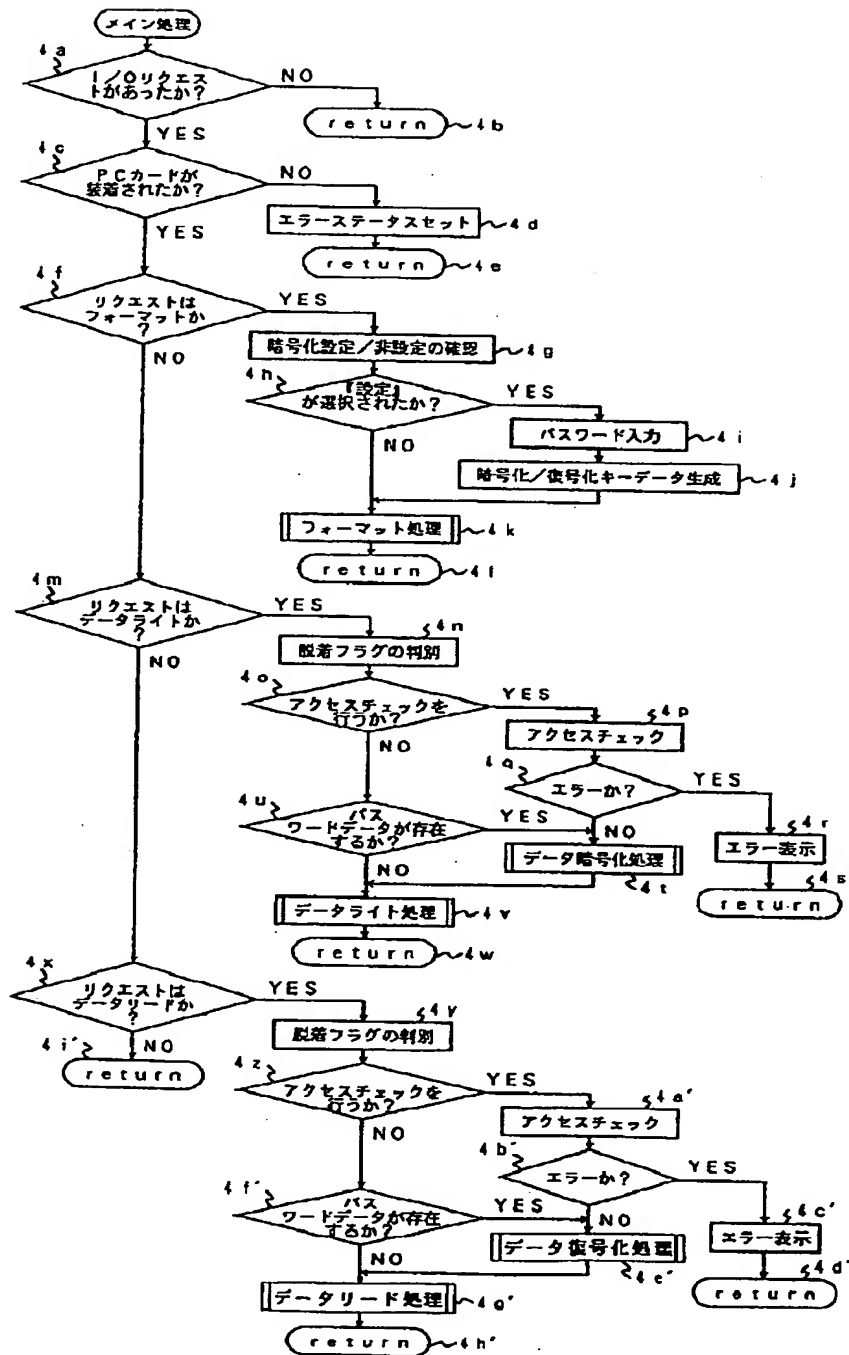 メイン処理
4a
I/Oリクエス
トがあったか?
NO
return
4b
YES
4c
PCカードが
装着されたか?
NO
エラーステータスセット
4d
YES
return
4e
4f
リクエストは
フォーマットか
?
YES
暗号化設定/非設定の確認
4g
NO
4h
『設定』
が選択されたか?
YES
パスワード入力
4i
NO
暗号化/復号化キーデータ生成
4j
フォーマット処理
4k
return
4l
4m
リクエストは
データライトか
?
YES
4n
脱着フラグの判別
NO
4o
アクセスチェックを
行うか?
YES
4p
アクセスチェック
NO
4q
エラーか?
YES
4u
パス
ワードデータが存在
するか?
YES
NO
4r
エラー表示
データ暗号化処理
4t
4s
return
NO
データライト処理
4v
return
4w
4x
リクエストは
データリードか
?
YES
4y
脱着フラグの判別
4i'
NO
return
4z
アクセスチェックを
行うか?
YES
4a'
アクセスチェック
NO
4b'
エラーか?
YES
4f'
パス
ワードデータが存在
するか?
YES
NO
4c'
エラー表示
データ復号化処理
4e'
4d'
return
NO
データリード処理
4g'
return
4h'